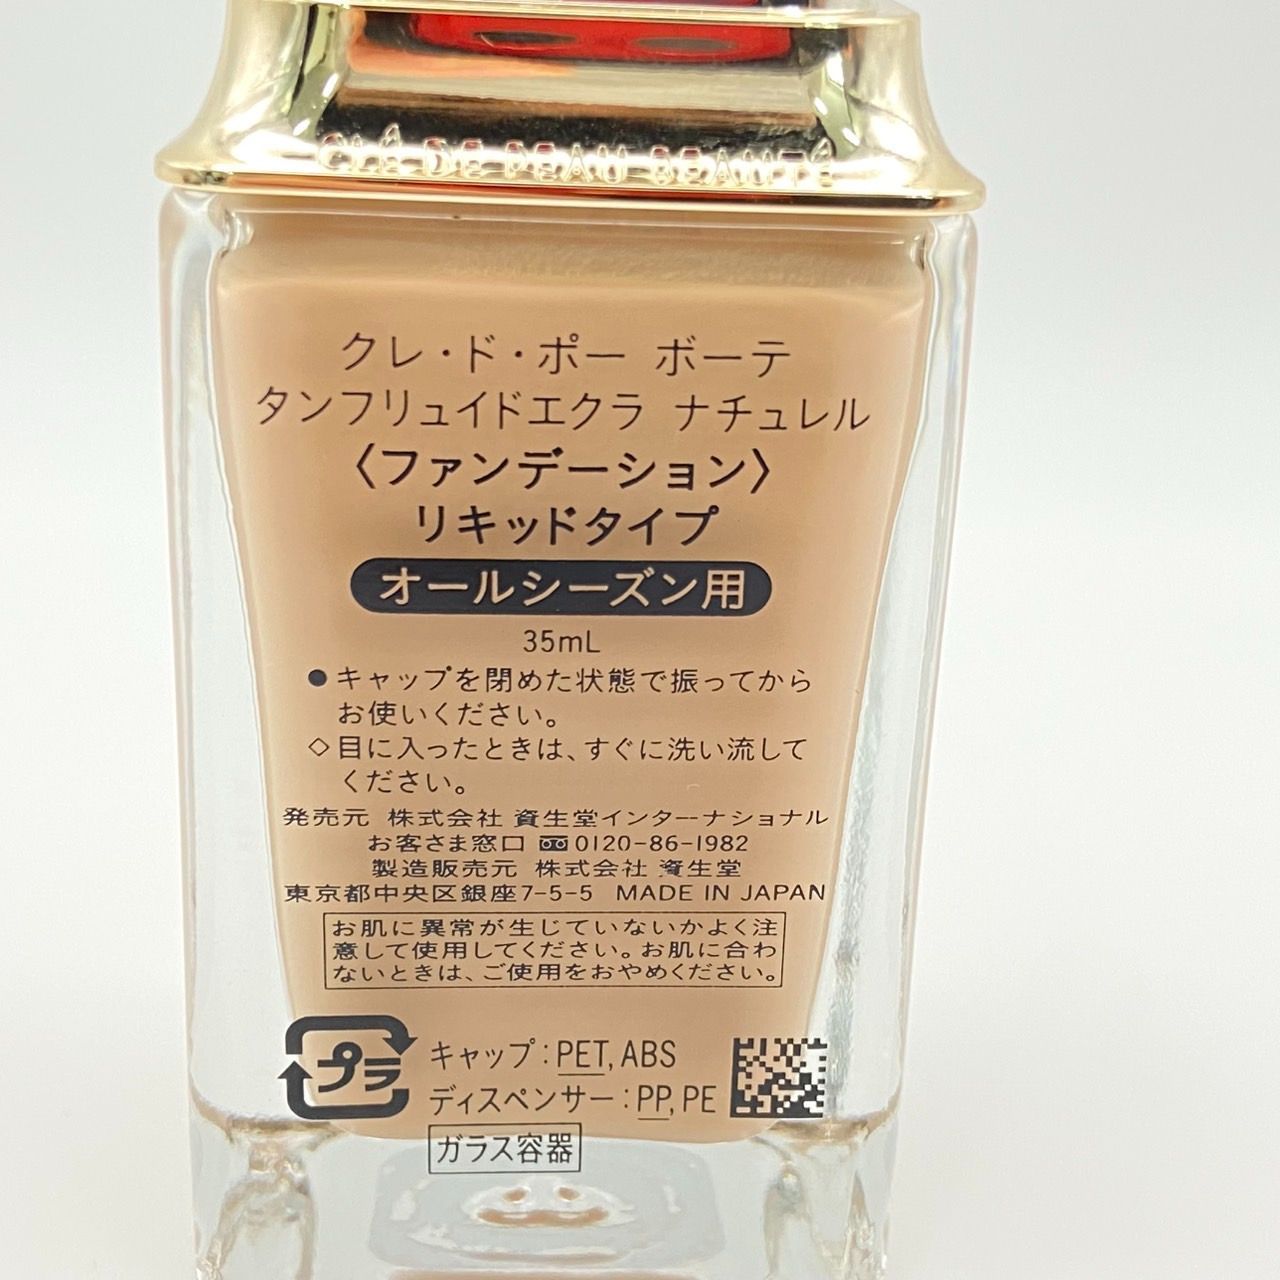 CLÉ DE PEAU BEAUTÉ
クレ・ド・ポー ボーテ
タンフリュイドエクラ ナチュレル
〈ファンデーション〉
リキッドタイプ
オールシーズン用
35mL
●キャップを閉めた状態で振ってから
お使いください。
◇目に入ったときは、すぐに洗い流して
ください。
発売元 株式会社 資生堂インターナショナル
お客さま窓口 0120-86-1982
製造販売元 株式会社 資生堂
東京都中央区銀座7-5-5 MADE IN JAPAN
お肌に異常が生じていないかよく注
意して使用してください。お肌に合わ
ないときは、ご使用をおやめください。
プラ
キャップ:PET, ABS
ディスペンサー:PP, PE
ガラス容器